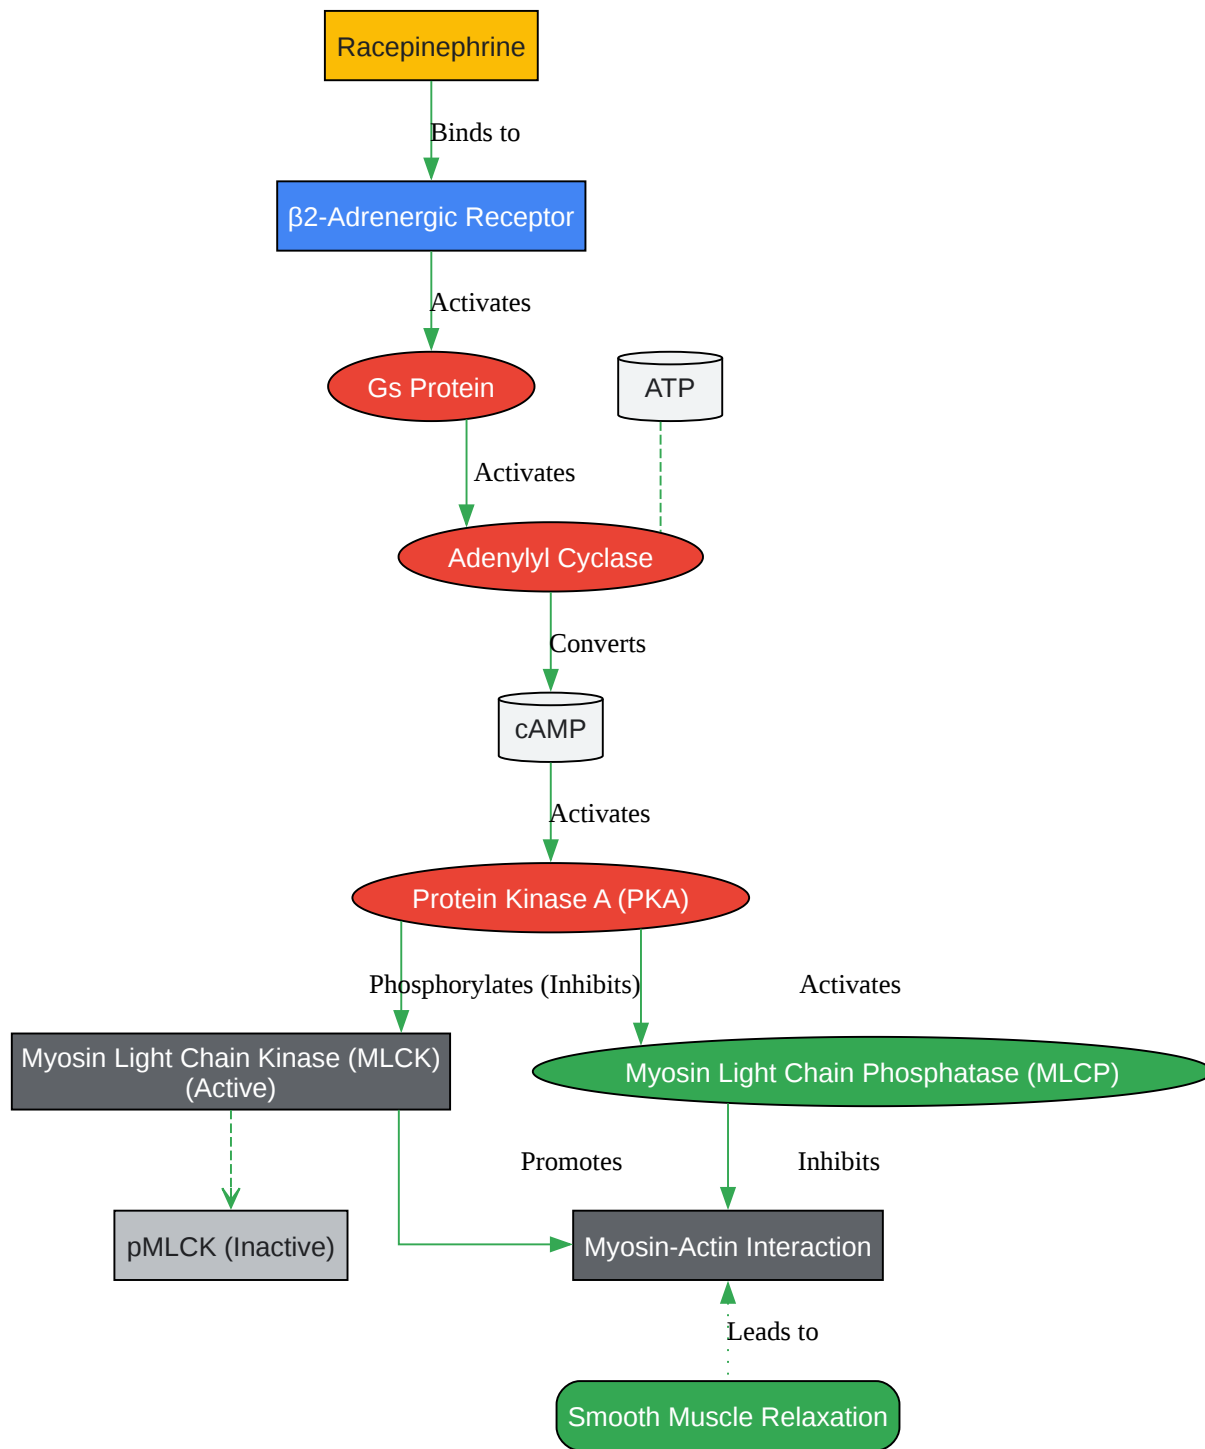 Racepinephrine
Binds to
β2-Adrenergic Receptor
Activates
Gs Protein
ATP
Activates
Adenylyl Cyclase
Converts
cAMP
Activates
Protein Kinase A (PKA)
Phosphorylates (Inhibits)
Activates
Myosin Light Chain Kinase (MLCK)
(Active)
Myosin Light Chain Phosphatase (MLCP)
Promotes
Inhibits
pMLCK (Inactive)
Myosin-Actin Interaction
Leads to
Smooth Muscle Relaxation